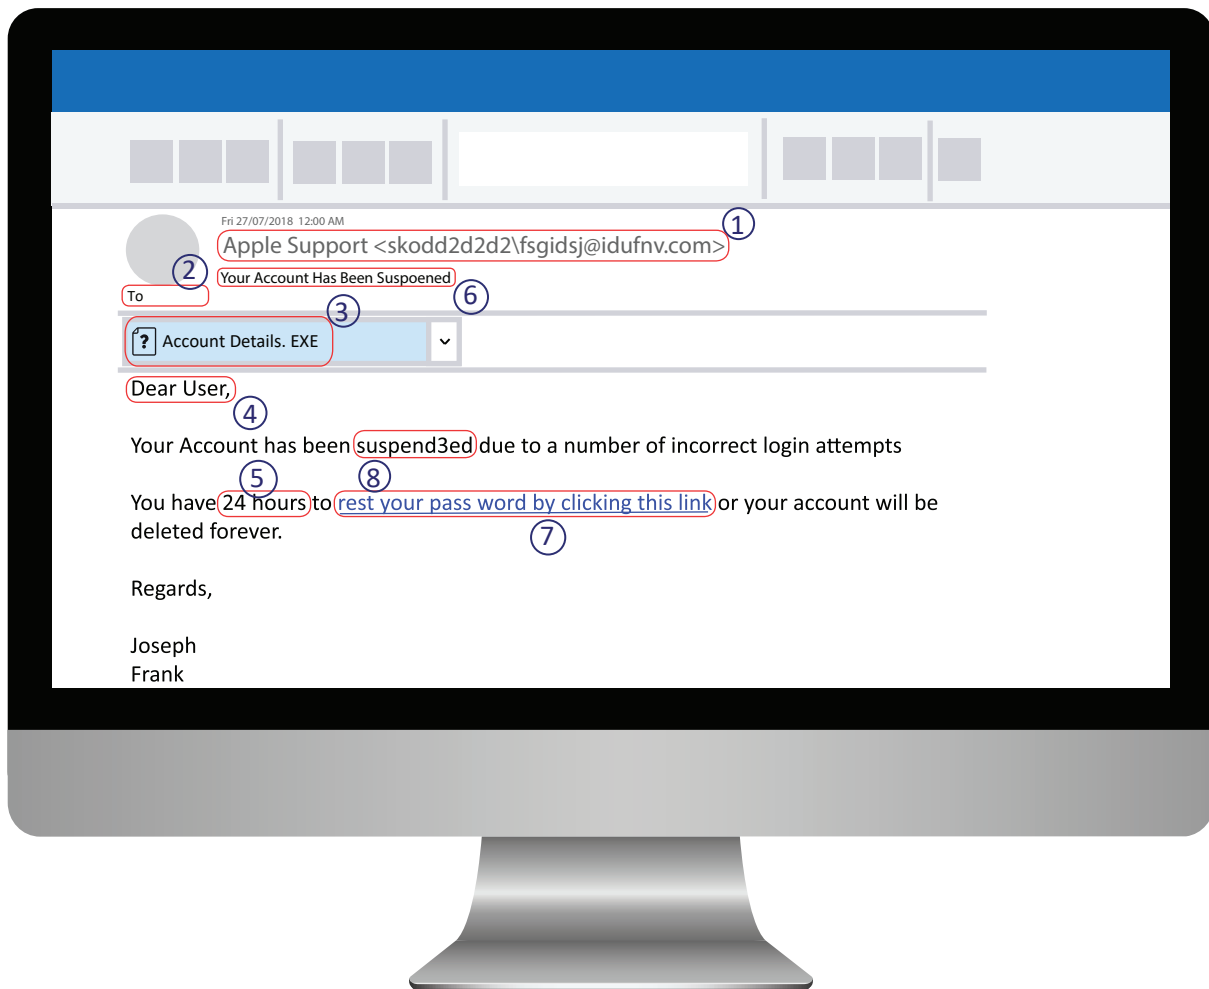 Fri 27/07/2018 12:00 AM
1
Apple Support <skodd2d2d2\fsgidsj@idufnv.com>
2
Your Account Has Been Suspoened
To
6
3
? Account Details. EXE
Dear User,
4
Your Account has been suspend3ed due to a number of incorrect login attempts
5 8
You have 24 hours to rest your pass word by clicking this link or your account will be
deleted forever.
7
Regards,
Joseph
Frank